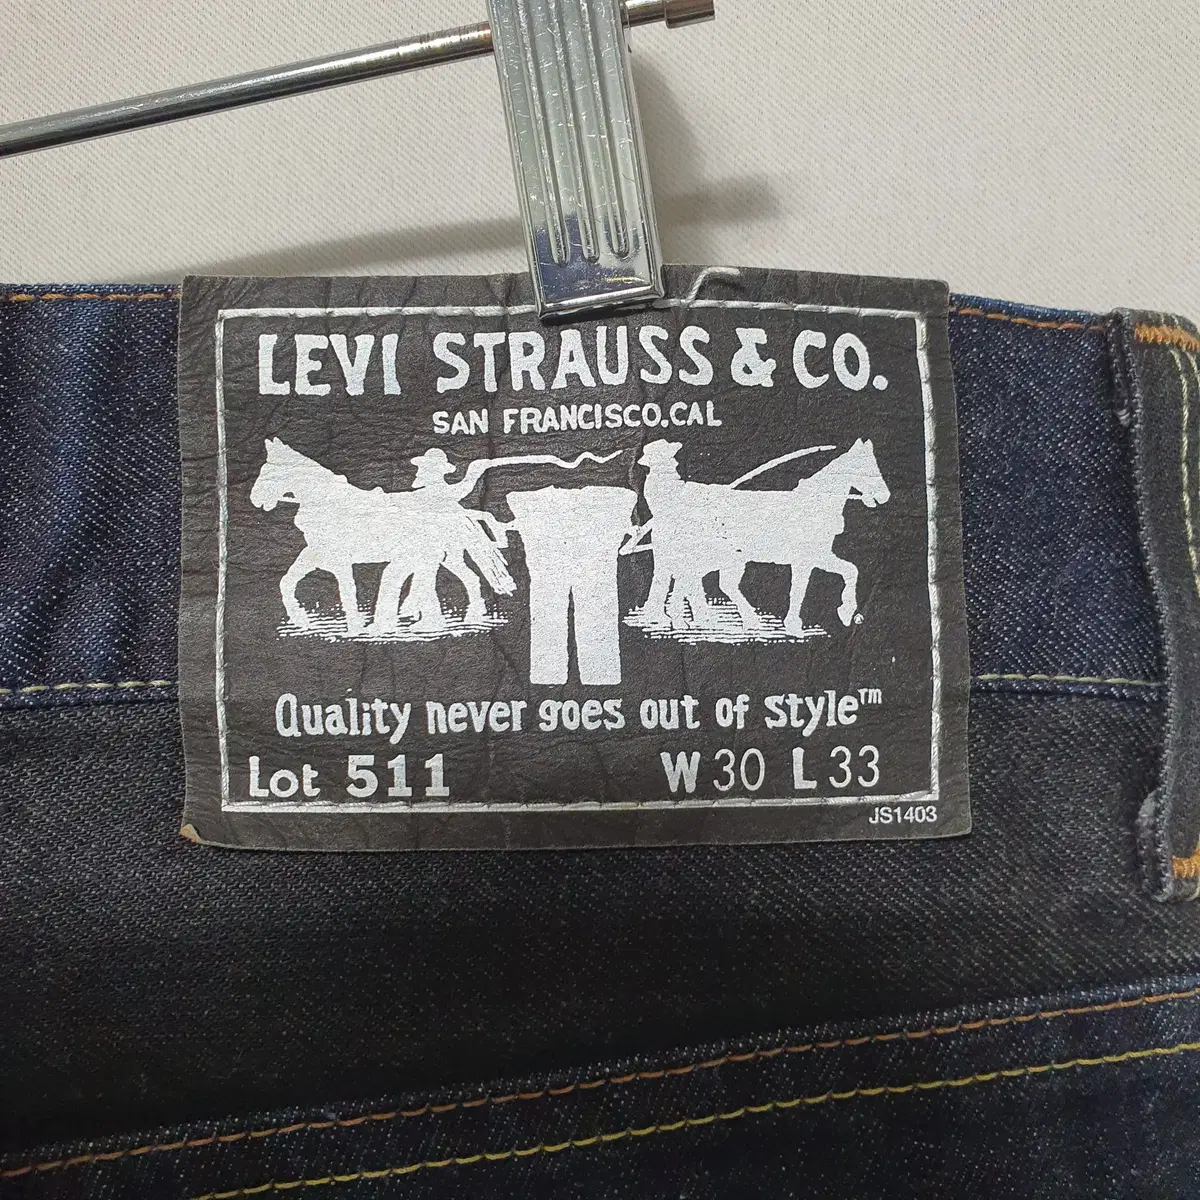 LEVI STRAUSS & CO.
SAN FRANCISCO, CAL
Quality never goes out of style™
Lot 511 W 30 L 33
JS1403